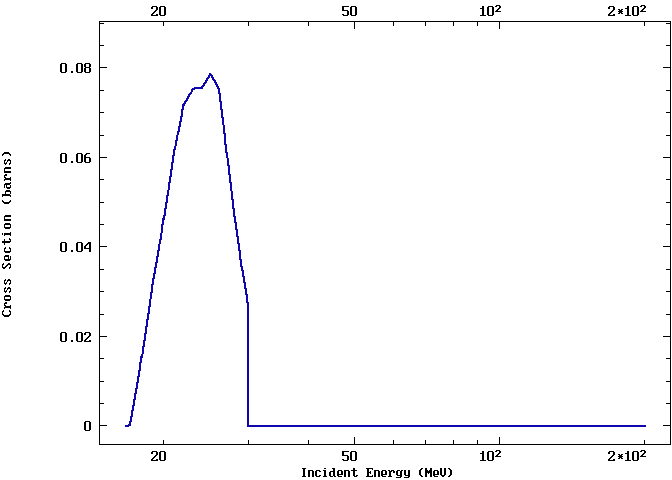 20 50 10² 2*10²
0.08
0.06
0.04
0.02
0
Cross Section (barns)
20 50 10² 2*10²
Incident Energy (MeV)